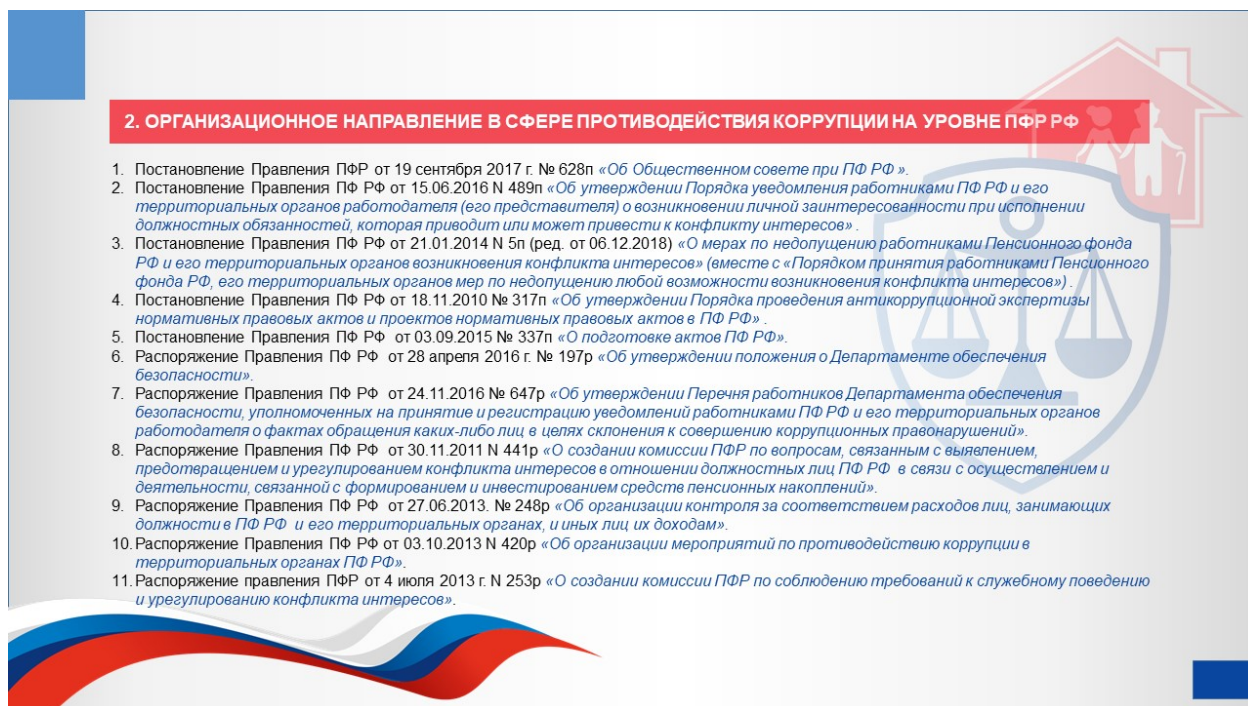 2. ОРГАНИЗАЦИОННОЕ НАПРАВЛЕНИЕ В СФЕРЕ ПРОТИВОДЕЙСТВИЯ КОРРУПЦИИ НА УРОВНЕ ПФР РФ
1. Постановление Правления ПФР от 19 сентября 2017 г. № 628п «Об Общественном совете при ПФ РФ ».
2. Постановление Правления ПФ РФ от 15.06.2016 N 489п «Об утверждении Порядка уведомления работниками ПФ РФ и его
территориальных органов работодателя (его представителя) о возникновении личной заинтересованности при исполнении
должностных обязанностей, которая приводит или может привести к конфликту интересов» .
3. Постановление Правления ПФ РФ от 21.01.2014 N 5п (ред. от 06.12.2018) «О мерах по недопущению работниками Пенсионного фонда
РФ и его территориальных органов возникновения конфликта интересов» (вместе с «Порядком принятия работниками Пенсионного
фонда РФ, его территориальных органов мер по недопущению любой возможности возникновения конфликта интересов») .
4. Постановление Правления ПФ РФ от 18.11.2010 № 317п «Об утверждении Порядка проведения антикоррупционной экспертизы
нормативных правовых актов и проектов нормативных правовых актов в ПФ РФ» .
5. Постановление Правления ПФ РФ от 03.09.2015 № 337п «О подготовке актов ПФ РФ».
6. Распоряжение Правления ПФ РФ от 28 апреля 2016 г. № 197р «Об утверждении положения о Департаменте обеспечения
безопасности».
7. Распоряжение Правления ПФ РФ от 24.11.2016 № 647р «Об утверждении Перечня работников Департамента обеспечения
безопасности, уполномоченных на принятие и регистрацию уведомлений работниками ПФ РФ и его территориальных органов
работодателя о фактах обращения каких-либо лиц в целях склонения к совершению коррупционных правонарушений».
8. Распоряжение Правления ПФ РФ от 30.11.2011 N 441р «О создании комиссии ПФР по вопросам, связанным с выявлением,
предотвращением и урегулированием конфликта интересов в отношении должностных лиц ПФ РФ в связи с осуществлением и
деятельности, связанной с формированием и инвестированием средств пенсионных накоплений».
9. Распоряжение Правления ПФ РФ от 27.06.2013. № 248р «Об организации контроля за соответствием расходов лиц, занимающих
должности в ПФ РФ и его территориальных органах, и иных лиц их доходам».
10. Распоряжение Правления ПФ РФ от 03.10.2013 N 420р «Об организации мероприятий по противодействию коррупции в
территориальных органах ПФ РФ».
11. Распоряжение правления ПФР от 4 июля 2013 г. N 253р «О создании комиссии ПФР по соблюдению требований к служебному поведению
и урегулированию конфликта интересов».